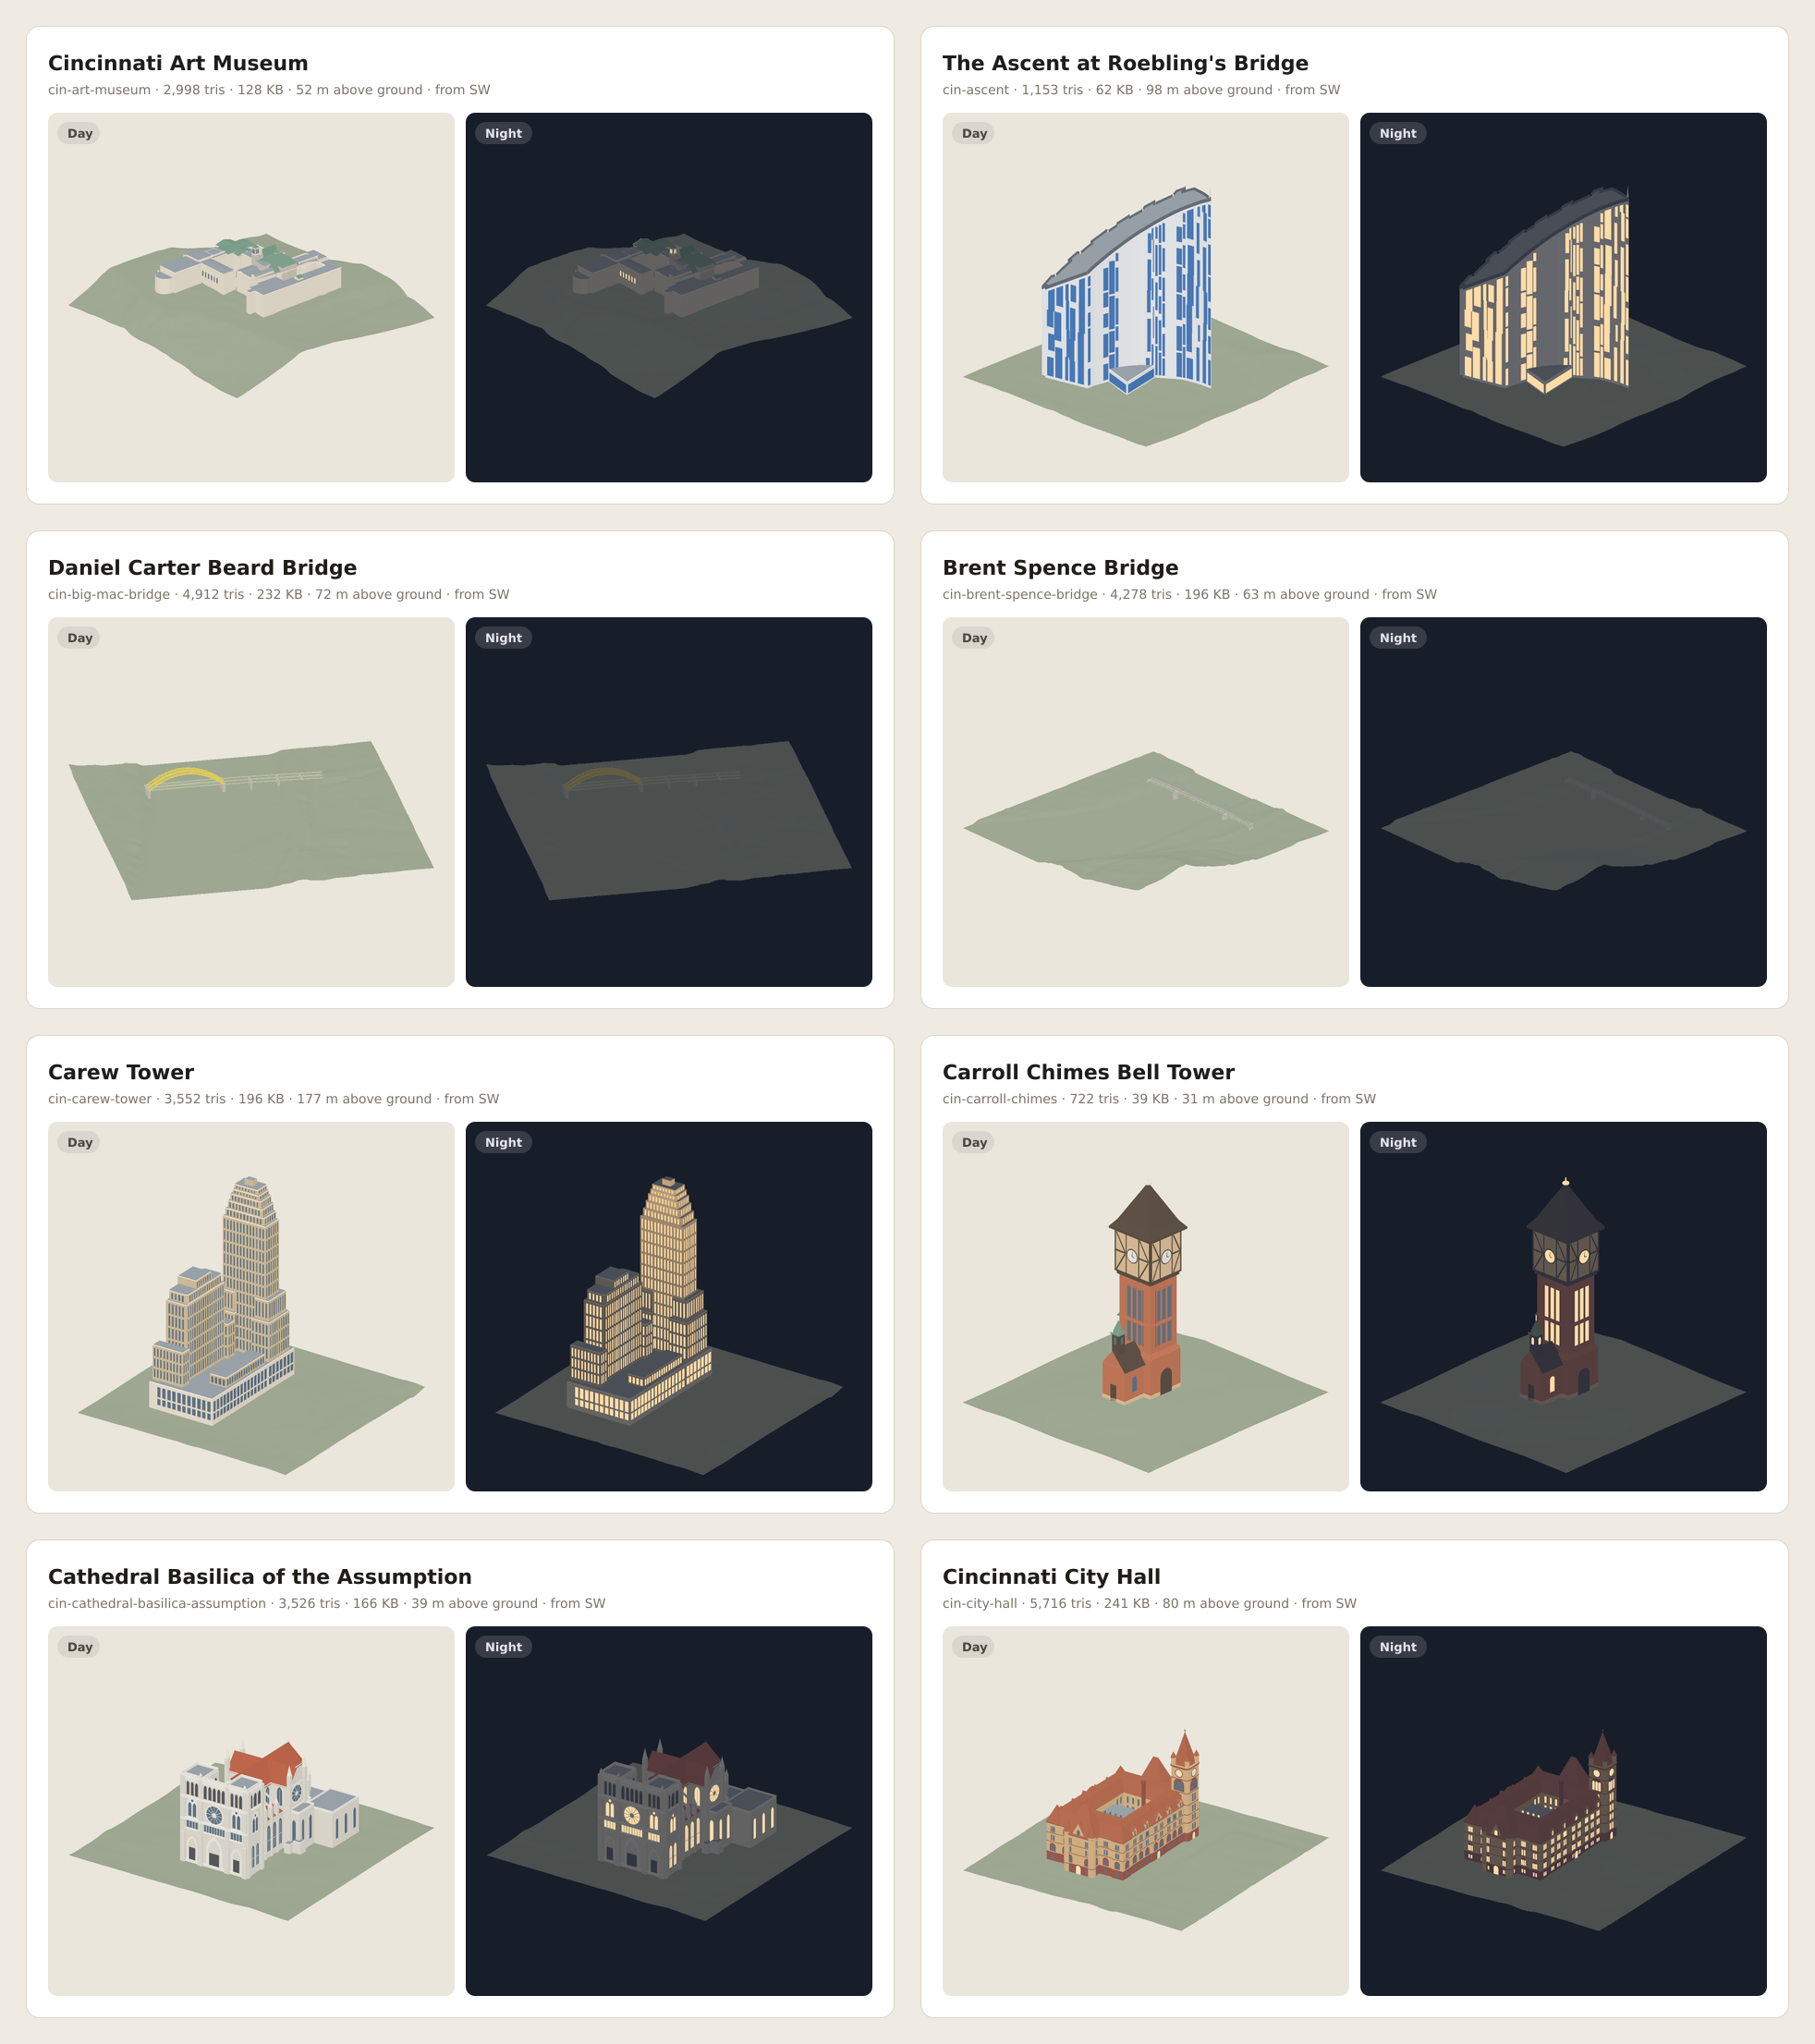 Cincinnati Art Museum
cin-art-museum · 2,998 tris · 128 KB · 52 m above ground · from SW
Day
Night
The Ascent at Roebling's Bridge
cin-ascent · 1,153 tris · 62 KB · 98 m above ground · from SW
Day
Night
Daniel Carter Beard Bridge
cin-big-mac-bridge · 4,912 tris · 232 KB · 72 m above ground · from SW
Day
Night
Brent Spence Bridge
cin-brent-spence-bridge · 4,278 tris · 196 KB · 63 m above ground · from SW
Day
Night
Carew Tower
cin-carew-tower · 3,552 tris · 196 KB · 177 m above ground · from SW
Day
Night
Carroll Chimes Bell Tower
cin-carroll-chimes · 722 tris · 39 KB · 31 m above ground · from SW
Day
Night
Cathedral Basilica of the Assumption
cin-cathedral-basilica-assumption · 3,526 tris · 166 KB · 39 m above ground · from SW
Day
Night
Cincinnati City Hall
cin-city-hall · 5,716 tris · 241 KB · 80 m above ground · from SW
Day
Night